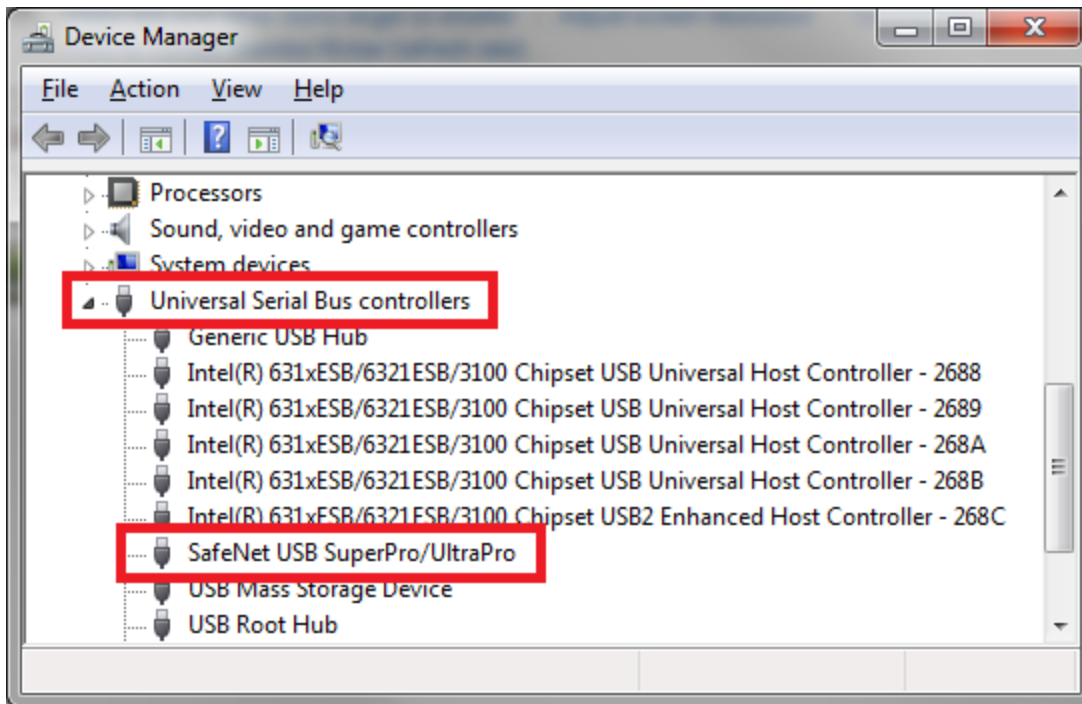 Device Manager
File Action View Help
Processors
Sound, video and game controllers
System devices
Universal Serial Bus controllers
Generic USB Hub
Intel(R) 631xESB/6321ESB/3100 Chipset USB Universal Host Controller - 2688
Intel(R) 631xESB/6321ESB/3100 Chipset USB Universal Host Controller - 2689
Intel(R) 631xESB/6321ESB/3100 Chipset USB Universal Host Controller - 268A
Intel(R) 631xESB/6321ESB/3100 Chipset USB Universal Host Controller - 268B
Intel(R) 631xESB/6321ESB/3100 Chipset USB2 Enhanced Host Controller - 268C
SafeNet USB SuperPro/UltraPro
USB Mass Storage Device
USB Root Hub